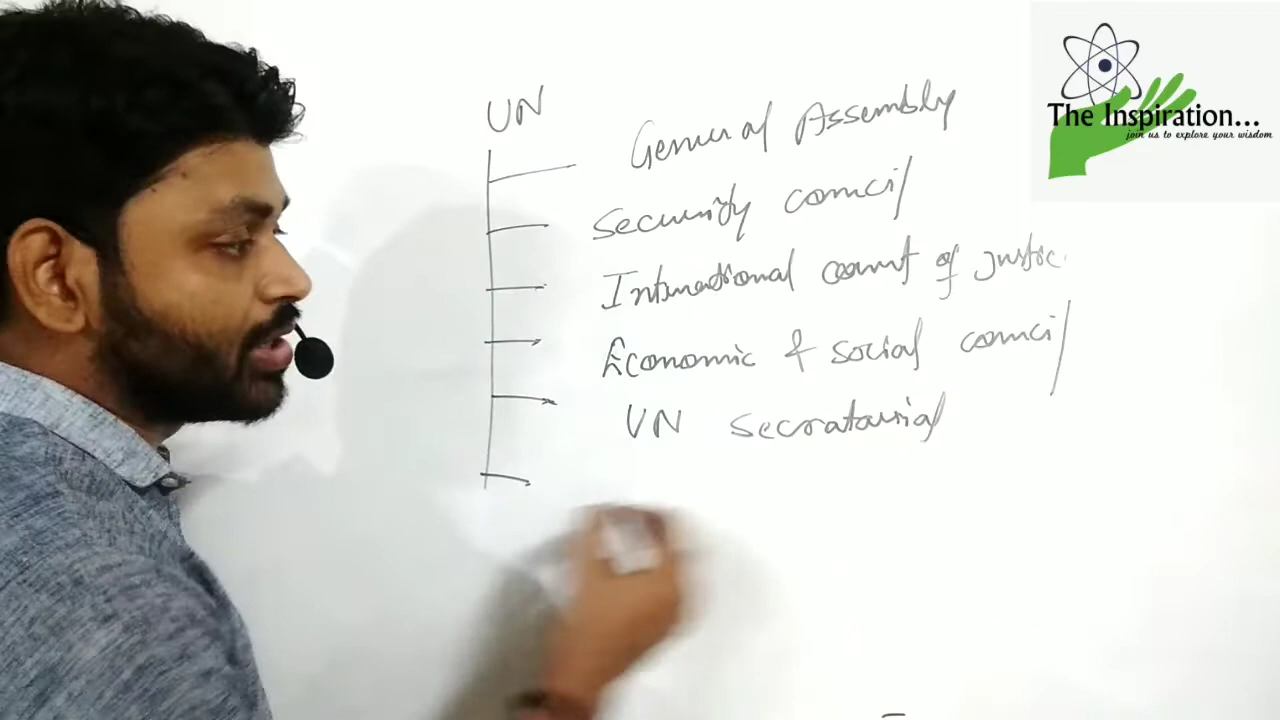 UN
General Assembly
Security council
International court of justice
Economic & social council
UN secratarial
The Inspiration...
join us to explore your wisdom